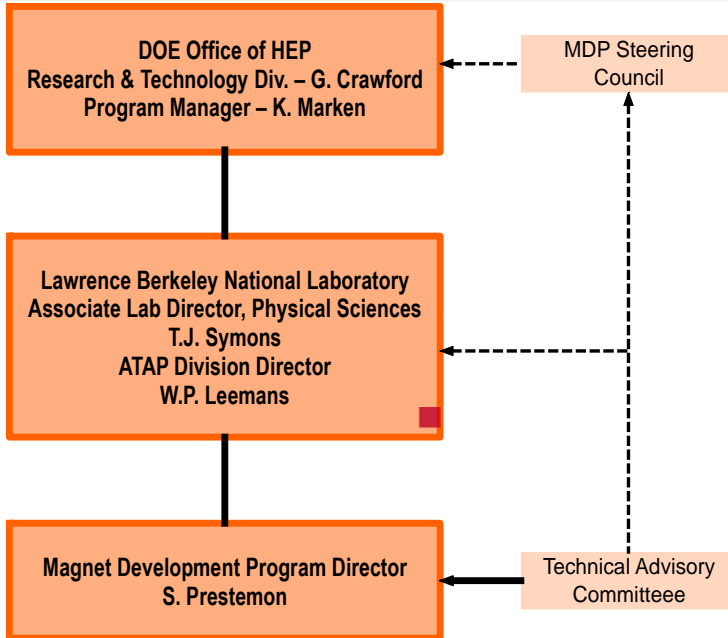 DOE Office of HEP
Research & Technology Div. – G. Crawford
Program Manager – K. Marken
MDP Steering
Council
Lawrence Berkeley National Laboratory
Associate Lab Director, Physical Sciences
T.J. Symons
ATAP Division Director
W.P. Leemans
Magnet Development Program Director
S. Prestemon
Technical Advisory
Committeee